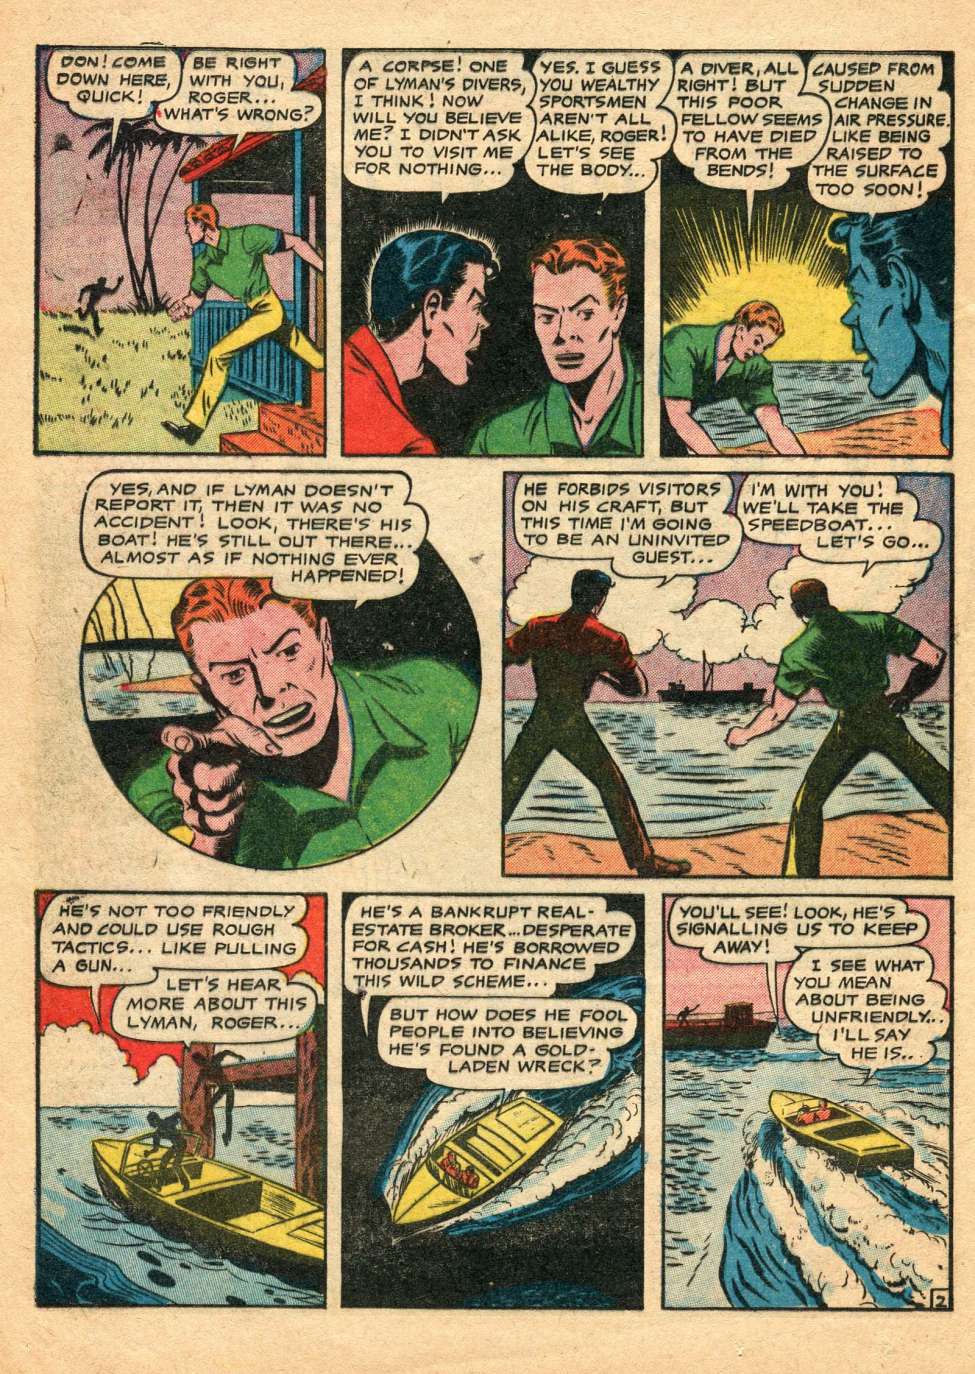 DON! COME
DOWN HERE,
QUICK!
BE RIGHT
WITH YOU,
ROGER...
WHAT'S WRONG?
A CORPSE! ONE
OF LYMAN'S DIVERS,
I THINK! NOW
WILL YOU BELIEVE
ME? I DIDN'T ASK
YOU TO VISIT ME
FOR NOTHING...
YES. I GUESS
YOU WEALTHY
SPORTSMEN
AREN'T ALL
ALIKE, ROGER!
LET'S SEE
THE BODY...
A DIVER, ALL
RIGHT! BUT
THIS POOR
FELLOW SEEMS
TO HAVE DIED
FROM THE
BENDS!
CAUSED FROM
SUDDEN
CHANGE IN
AIR PRESSURE.
LIKE BEING
RAISED TO
THE SURFACE
TOO SOON!
YES, AND IF LYMAN DOESN'T
REPORT IT, THEN IT WAS NO
ACCIDENT! LOOK, THERE'S HIS
BOAT! HE'S STILL OUT THERE...
ALMOST AS IF NOTHING EVER
HAPPENED!
HE FORBIDS VISITORS
ON HIS CRAFT, BUT
THIS TIME I'M GOING
TO BE AN UNINVITED
GUEST...
I'M WITH YOU!
WE'LL TAKE THE
SPEEDBOAT...
LET'S GO...
HE'S NOT TOO FRIENDLY
AND COULD USE ROUGH
TACTICS... LIKE PULLING
A GUN...
LET'S HEAR
MORE ABOUT THIS
LYMAN, ROGER...
HE'S A BANKRUPT REAL-
ESTATE BROKER...DESPERATE
FOR CASH! HE'S BORROWED
THOUSANDS TO FINANCE
THIS WILD SCHEME...
BUT HOW DOES HE FOOL
PEOPLE INTO BELIEVING
HE'S FOUND A GOLD-
LADEN WRECK?
YOU'LL SEE! LOOK, HE'S
SIGNALLING US TO KEEP
AWAY!
I SEE WHAT
YOU MEAN
ABOUT BEING
UNFRIENDLY...
I'LL SAY
HE IS..
2